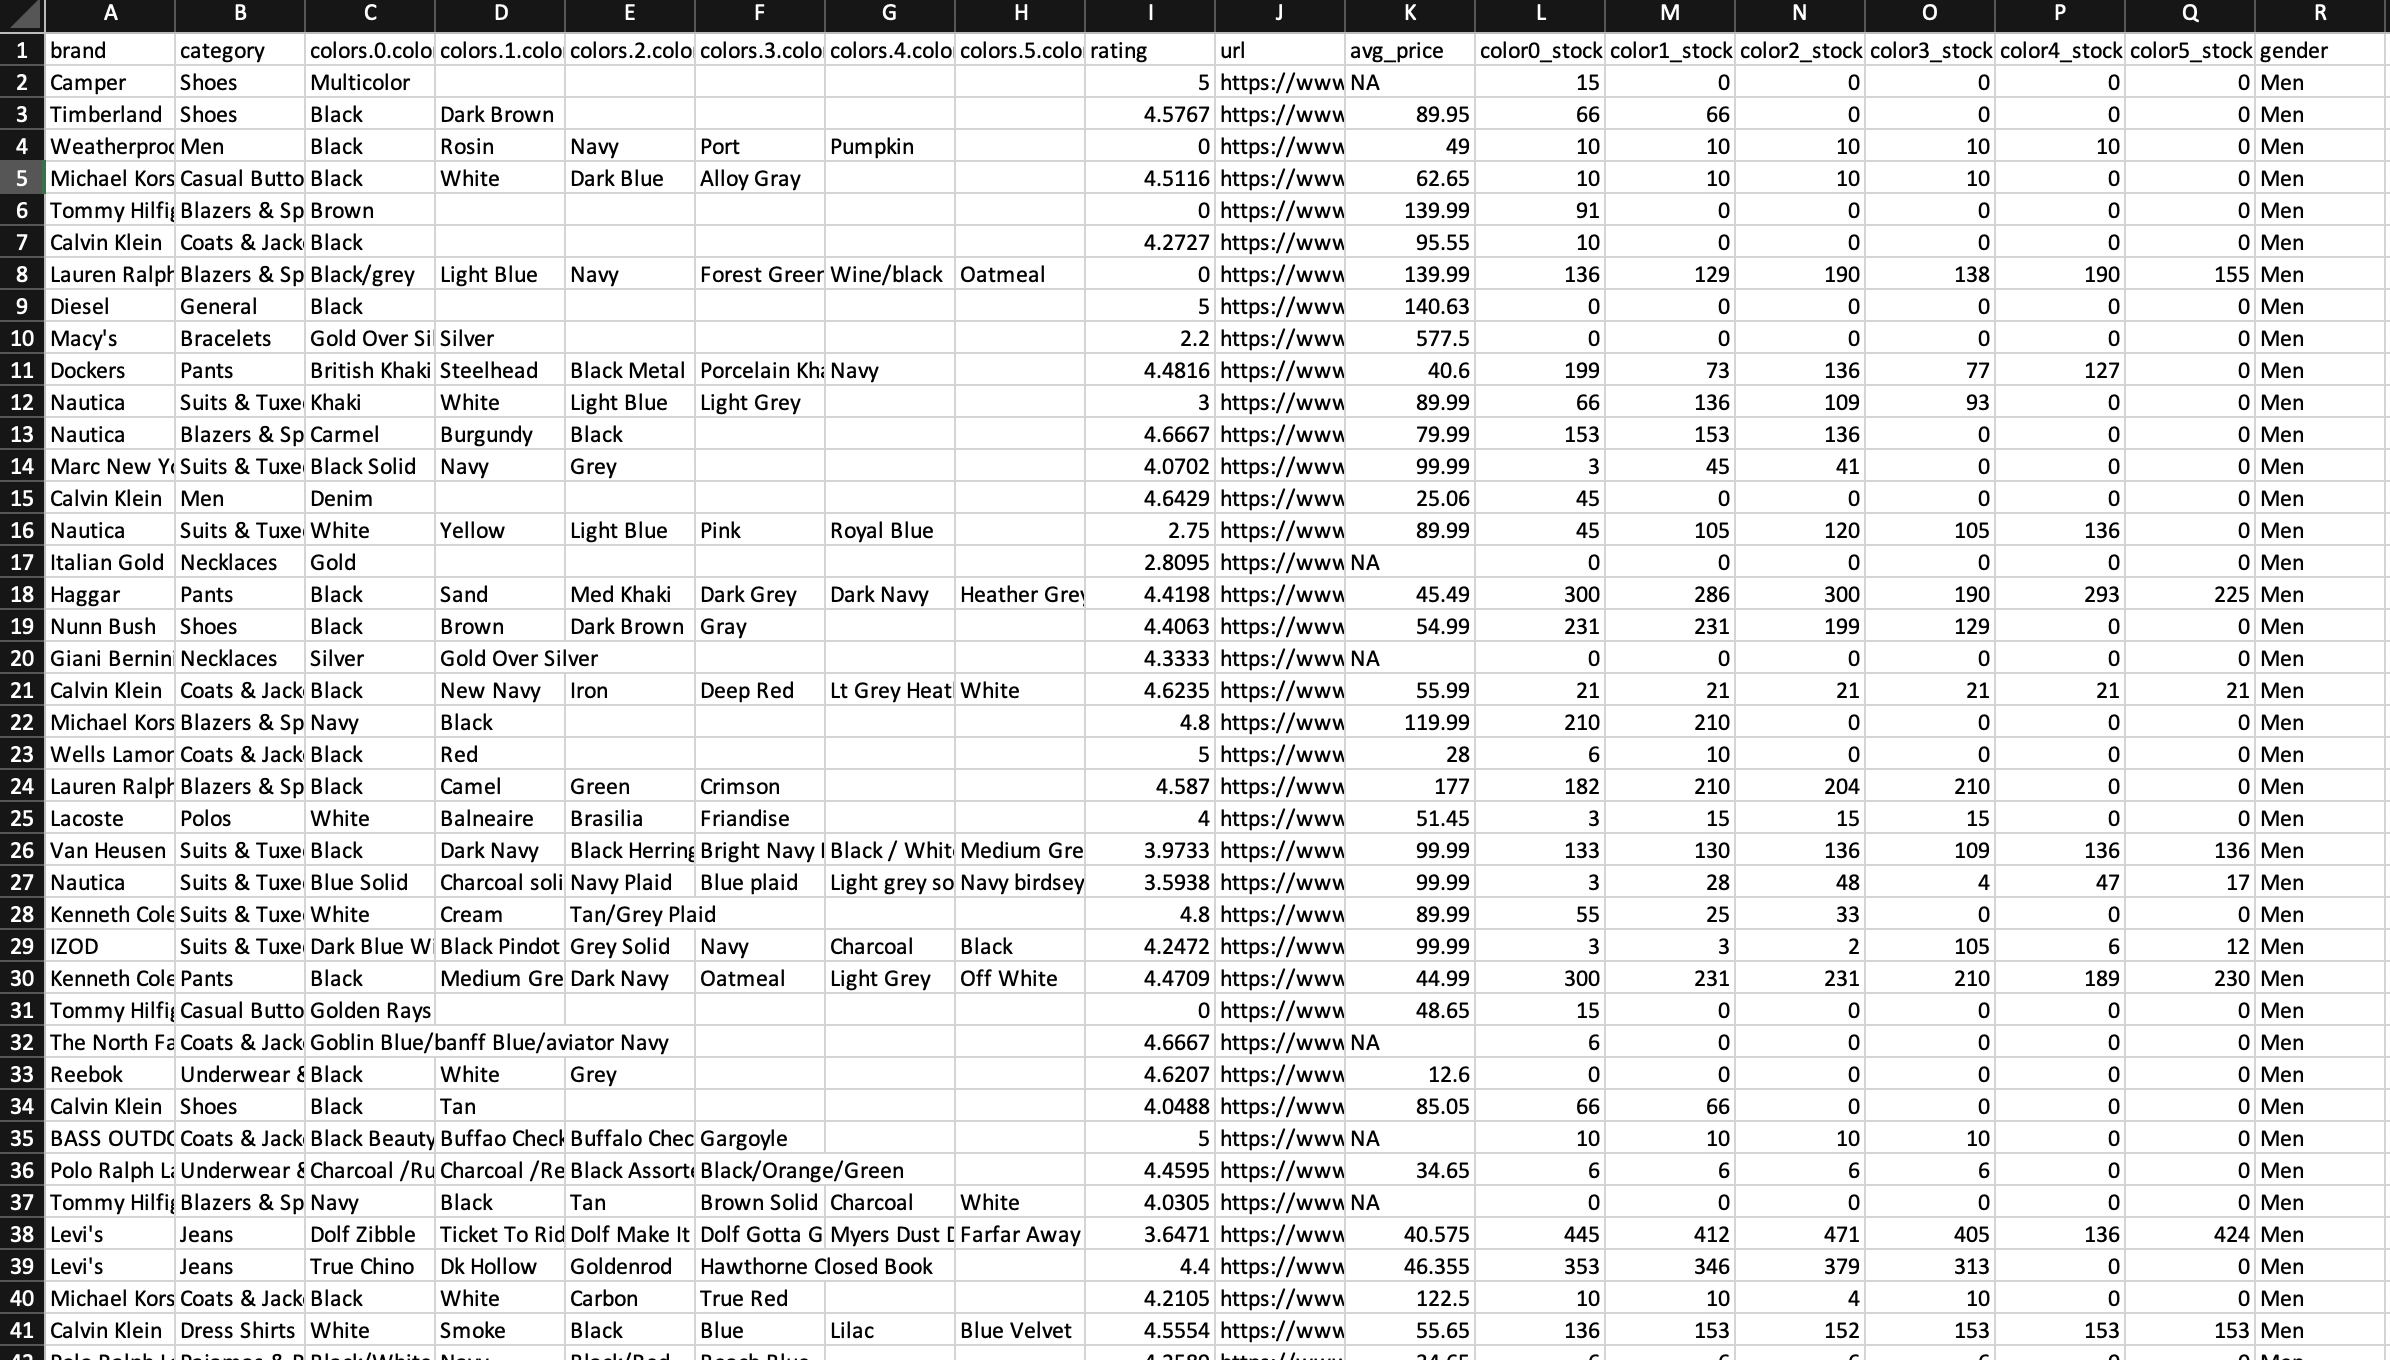 A B C D E F G H I J K L M N O P Q R
1 brand category colors.0.colo colors.1.colo colors.2.colo colors.3.colo colors.4.colo colors.5.colo rating url avg_price color0_stock color1_stock color2_stock color3_stock color4_stock color5_stock gender
2 Camper Shoes Multicolor 5 https://www NA 15 0 0 0 0 0 Men
3 Timberland Shoes Black Dark Brown 4.5767 https://www 89.95 66 66 0 0 0 0 Men
4 Weatherproo Men Black Rosin Navy Port Pumpkin 0 https://www 49 10 10 10 10 10 0 Men
5 Michael Kors Casual Butto Black White Dark Blue Alloy Gray 4.5116 https://www 62.65 10 10 10 10 0 0 Men
6 Tommy Hilfig Blazers & Sp Brown 0 https://www 139.99 91 0 0 0 0 0 Men
7 Calvin Klein Coats & Jack Black 4.2727 https://www 95.55 10 0 0 0 0 0 Men
8 Lauren Ralph Blazers & Sp Black/grey Light Blue Navy Forest Green Wine/black Oatmeal 0 https://www 139.99 136 129 190 138 190 155 Men
9 Diesel General Black 5 https://www 140.63 0 0 0 0 0 0 Men
10 Macy's Bracelets Gold Over Sil Silver 2.2 https://www 577.5 0 0 0 0 0 0 Men
11 Dockers Pants British Khaki Steelhead Black Metal Porcelain Kha Navy 4.4816 https://www 40.6 199 73 136 77 127 0 Men
12 Nautica Suits & Tuxe Khaki White Light Blue Light Grey 3 https://www 89.99 66 136 109 93 0 0 Men
13 Nautica Blazers & Sp Carmel Burgundy Black 4.6667 https://www 79.99 153 153 136 0 0 0 Men
14 Marc New Yo Suits & Tuxe Black Solid Navy Grey 4.0702 https://www 99.99 3 45 41 0 0 0 Men
15 Calvin Klein Men Denim 4.6429 https://www 25.06 45 0 0 0 0 0 Men
16 Nautica Suits & Tuxe White Yellow Light Blue Pink Royal Blue 2.75 https://www 89.99 45 105 120 105 136 0 Men
17 Italian Gold Necklaces Gold 2.8095 https://www NA 0 0 0 0 0 0 Men
18 Haggar Pants Black Sand Med Khaki Dark Grey Dark Navy Heather Grey 4.4198 https://www 45.49 300 286 300 190 293 225 Men
19 Nunn Bush Shoes Black Brown Dark Brown Gray 4.4063 https://www 54.99 231 231 199 129 0 0 Men
20 Giani Bernini Necklaces Silver Gold Over Silver 4.3333 https://www NA 0 0 0 0 0 0 Men
21 Calvin Klein Coats & Jack Black New Navy Iron Deep Red Lt Grey Heat White 4.6235 https://www 55.99 21 21 21 21 21 21 Men
22 Michael Kors Blazers & Sp Navy Black 4.8 https://www 119.99 210 210 0 0 0 0 Men
23 Wells Lamon Coats & Jack Black Red 5 https://www 28 6 10 0 0 0 0 Men
24 Lauren Ralph Blazers & Sp Black Camel Green Crimson 4.587 https://www 177 182 210 204 210 0 0 Men
25 Lacoste Polos White Balneaire Brasilia Friandise 4 https://www 51.45 3 15 15 15 0 0 Men
26 Van Heusen Suits & Tuxe Black Dark Navy Black Herring Bright Navy Black / White Medium Gre 3.9733 https://www 99.99 133 130 136 109 136 136 Men
27 Nautica Suits & Tuxe Blue Solid Charcoal soli Navy Plaid Blue plaid Light grey so Navy birdsey 3.5938 https://www 99.99 3 28 48 4 47 17 Men
28 Kenneth Cole Suits & Tuxe White Cream Tan/Grey Plaid 4.8 https://www 89.99 55 25 33 0 0 0 Men
29 IZOD Suits & Tuxe Dark Blue Wi Black Pindot Grey Solid Navy Charcoal Black 4.2472 https://www 99.99 3 3 2 105 6 12 Men
30 Kenneth Cole Pants Black Medium Gre Dark Navy Oatmeal Light Grey Off White 4.4709 https://www 44.99 300 231 231 210 189 230 Men
31 Tommy Hilfig Casual Butto Golden Rays 0 https://www 48.65 15 0 0 0 0 0 Men
32 The North Fa Coats & Jack Goblin Blue/banff Blue/aviator Navy 4.6667 https://www NA 6 0 0 0 0 0 Men
33 Reebok Underwear & Black White Grey 4.6207 https://www 12.6 0 0 0 0 0 0 Men
34 Calvin Klein Shoes Black Tan 4.0488 https://www 85.05 66 66 0 0 0 0 Men
35 BASS OUTDO Coats & Jack Black Beauty Buffao Check Buffalo Chec Gargoyle 5 https://www NA 10 10 10 10 0 0 Men
36 Polo Ralph La Underwear & Charcoal /Ru Charcoal /Re Black Assorte Black/Orange/Green 4.4595 https://www 34.65 6 6 6 6 0 0 Men
37 Tommy Hilfig Blazers & Sp Navy Black Tan Brown Solid Charcoal White 4.0305 https://www NA 0 0 0 0 0 0 Men
38 Levi's Jeans Dolf Zibble Ticket To Rid Dolf Make It Dolf Gotta G Myers Dust D Farfar Away 3.6471 https://www 40.575 445 412 471 405 136 424 Men
39 Levi's Jeans True Chino Dk Hollow Goldenrod Hawthorne Closed Book 4.4 https://www 46.355 353 346 379 313 0 0 Men
40 Michael Kors Coats & Jack Black White Carbon True Red 4.2105 https://www 122.5 10 10 4 10 0 0 Men
41 Calvin Klein Dress Shirts White Smoke Black Blue Lilac Blue Velvet 4.5554 https://www 55.65 136 153 152 153 153 153 Men